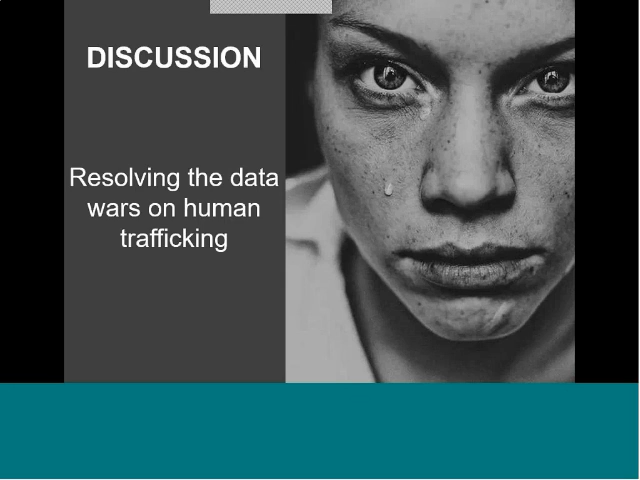 DISCUSSION
Resolving the data
wars on human
trafficking